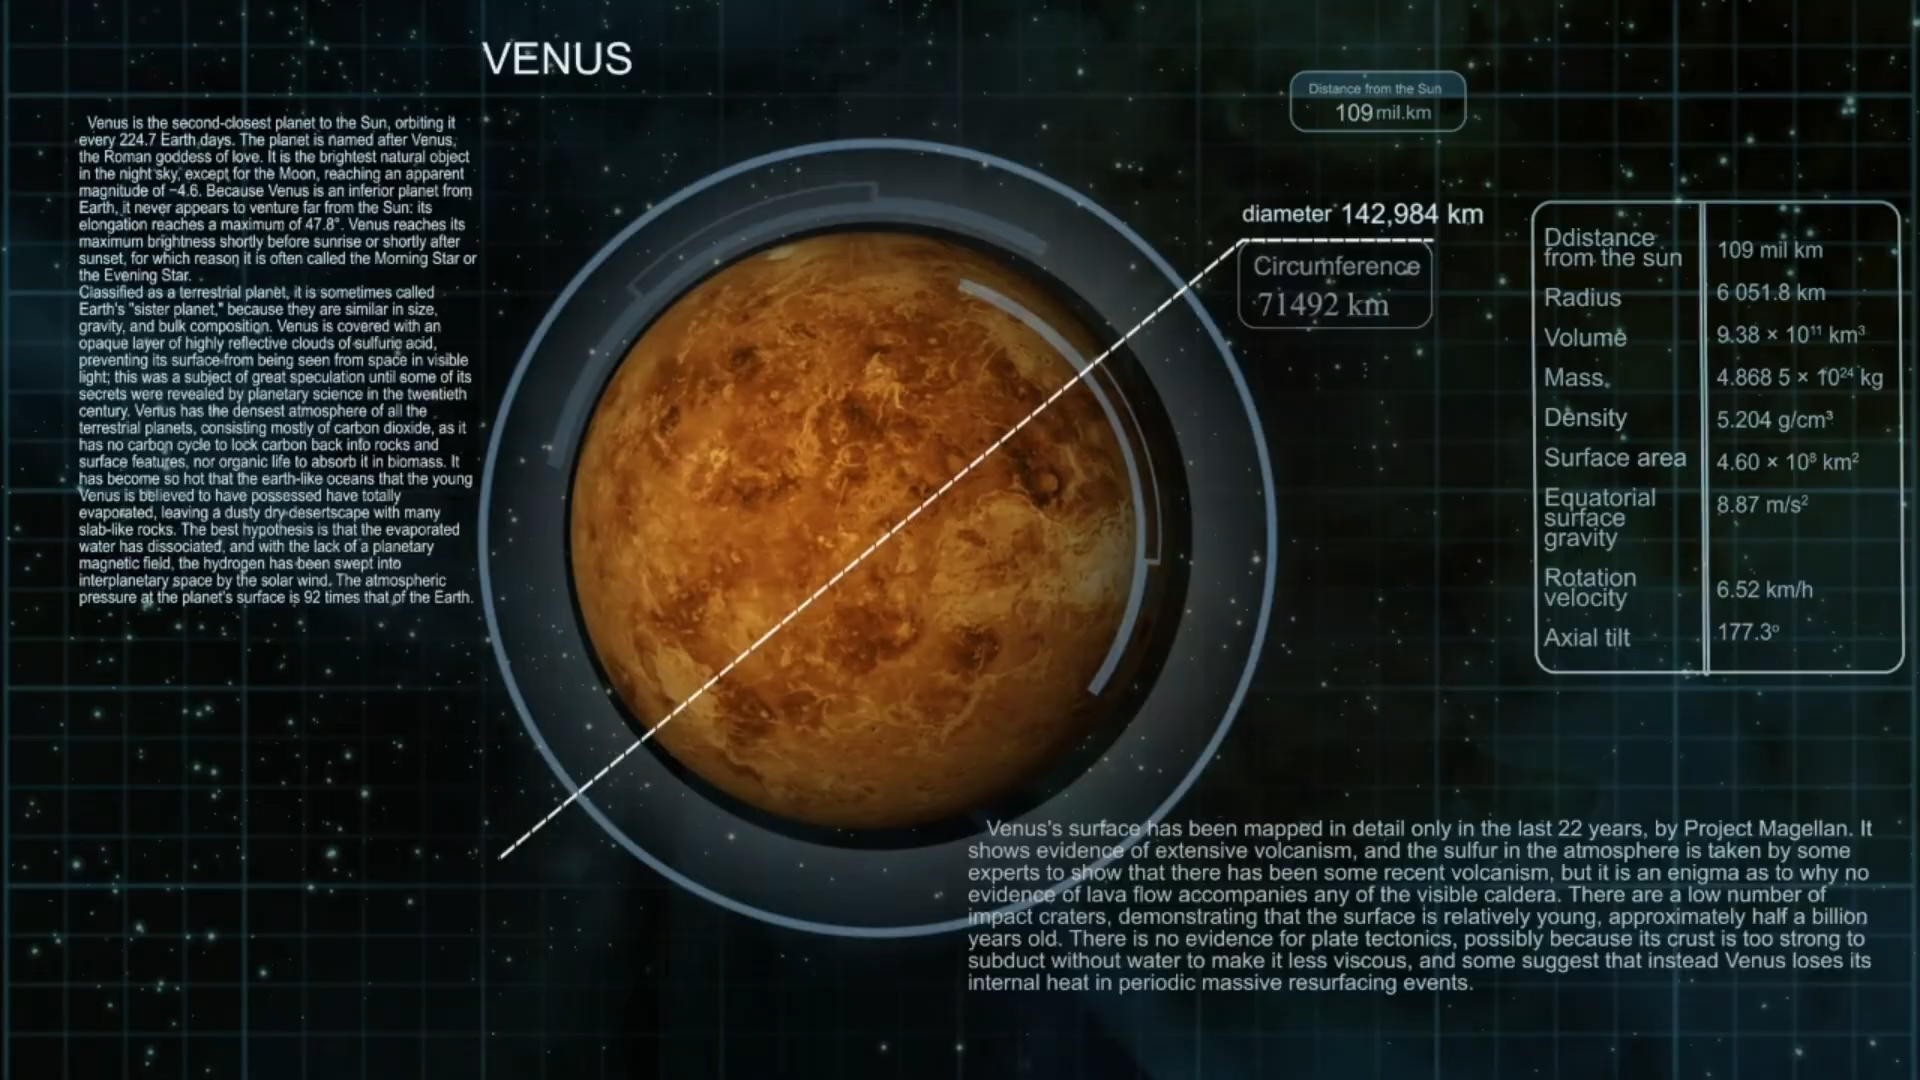 VENUS
Venus is the second-closest planet to the Sun, orbiting it
every 224.7 Earth days. The planet is named after Venus,
the Roman goddess of love. It is the brightest natural object
in the night sky, except for the Moon, reaching an apparent
magnitude of −4.6. Because Venus is an inferior planet from
Earth, it never appears to venture far from the Sun: its
elongation reaches a maximum of 47.8°. Venus reaches its
maximum brightness shortly before sunrise or shortly after
sunset, for which reason it is often called the Morning Star or
the Evening Star.
Classified as a terrestrial planet, it is sometimes called
Earth's "sister planet," because they are similar in size,
gravity, and bulk composition. Venus is covered with an
opaque layer of highly reflective clouds of sulfuric acid,
preventing its surface from being seen from space in visible
light; this was a subject of great speculation until some of its
secrets were revealed by planetary science in the twentieth
century. Venus has the densest atmosphere of all the
terrestrial planets, consisting mostly of carbon dioxide, as it
has no carbon cycle to lock carbon back into rocks and
surface features, nor organic life to absorb it in biomass. It
has become so hot that the earth-like oceans that the young
Venus is believed to have possessed have totally
evaporated, leaving a dusty dry desertscape with many
slab-like rocks. The best hypothesis is that the evaporated
water has dissociated, and with the lack of a planetary
magnetic field, the hydrogen has been swept into
interplanetary space by the solar wind. The atmospheric
pressure at the planet's surface is 92 times that of the Earth.
Distance from the Sun
109 mil.km
diameter 142,984 km
Circumference
71492 km
Ddistance
from the sun 109 mil km
Radius 6 051.8 km
Volume 9.38 × 10¹¹ km³
Mass 4.868 5 × 10²⁴ kg
Density 5.204 g/cm³
Surface area 4.60 × 10⁸ km²
Equatorial 8.87 m/s²
surface
gravity
Rotation
velocity 6.52 km/h
Axial tilt 177.3°
Venus's surface has been mapped in detail only in the last 22 years, by Project Magellan. It
shows evidence of extensive volcanism, and the sulfur in the atmosphere is taken by some
experts to show that there has been some recent volcanism, but it is an enigma as to why no
evidence of lava flow accompanies any of the visible caldera. There are a low number of
impact craters, demonstrating that the surface is relatively young, approximately half a billion
years old. There is no evidence for plate tectonics, possibly because its crust is too strong to
subduct without water to make it less viscous, and some suggest that instead Venus loses its
internal heat in periodic massive resurfacing events.